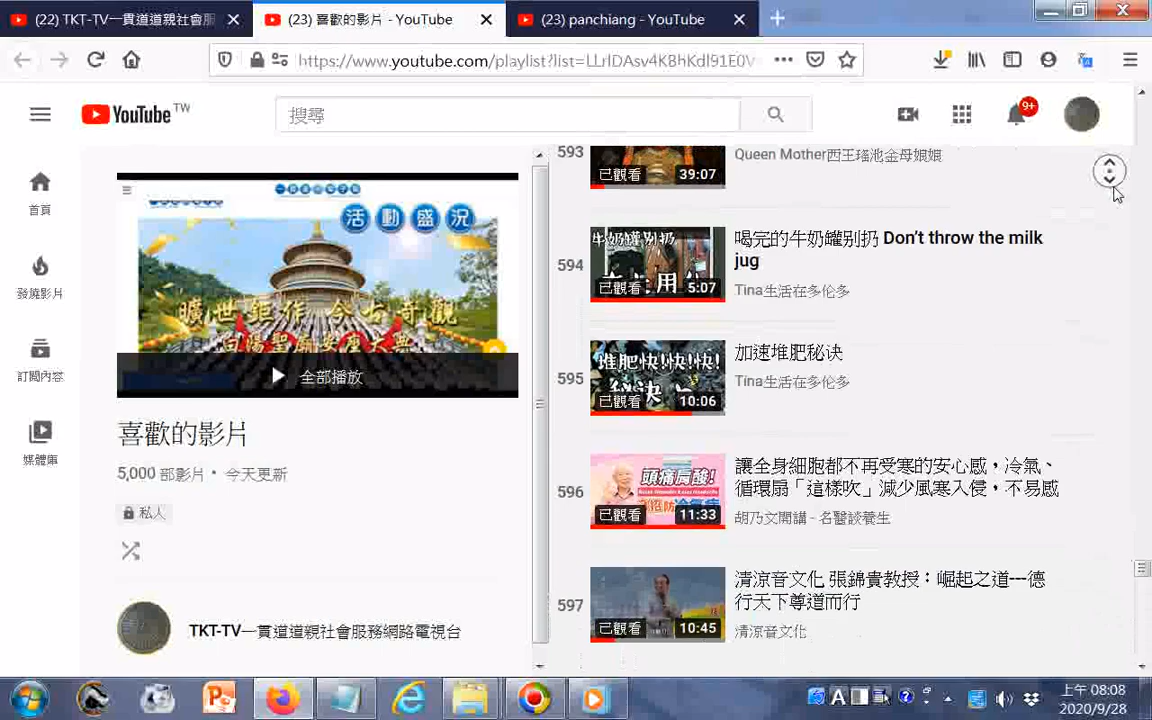 (22) TKT-TV一貫道道親社會服
(23) 喜歡的影片 - YouTube
(23) panchiang - YouTube
https://www.youtube.com/playlist?list=LLrIDAsv4KBhKdl91E0V
YouTube TW
搜尋
9+
首頁
發燒影片
訂閱內容
媒體庫
活動盛況
曠世鉅作 今古奇觀
全部播放
喜歡的影片
5,000 部影片 • 今天更新
私人
TKT-TV一貫道道親社會服務網路電視台
593
已觀看
39:07
Queen Mother西王瑤池金母娘娘
594
牛奶罐别扔
已觀看
5:07
喝完的牛奶罐别扔 Don't throw the milk
jug
Tina生活在多伦多
595
堆肥快!快!快!
秘诀
已觀看
10:06
加速堆肥秘诀
Tina生活在多伦多
596
頭痛肩酸!
已觀看
11:33
讓全身細胞都不再受寒的安心感，冷氣、
循環扇「這樣吹」減少風寒入侵，不易感
胡乃文開講 - 名醫談養生
597
已觀看
10:45
清凉音文化 張錦貴教授：崛起之道---德
行天下尊道而行
清凉音文化
上午 08:08
2020/9/28